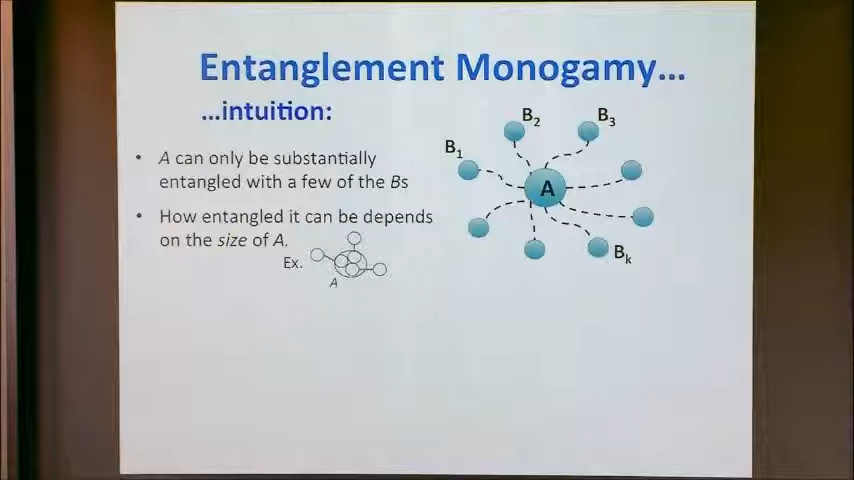 Entanglement Monogamy...
...intuition:
• A can only be substantially
entangled with a few of the Bs
• How entangled it can be depends
on the size of A.
Ex.
A
B1
B2
B3
A
Bk